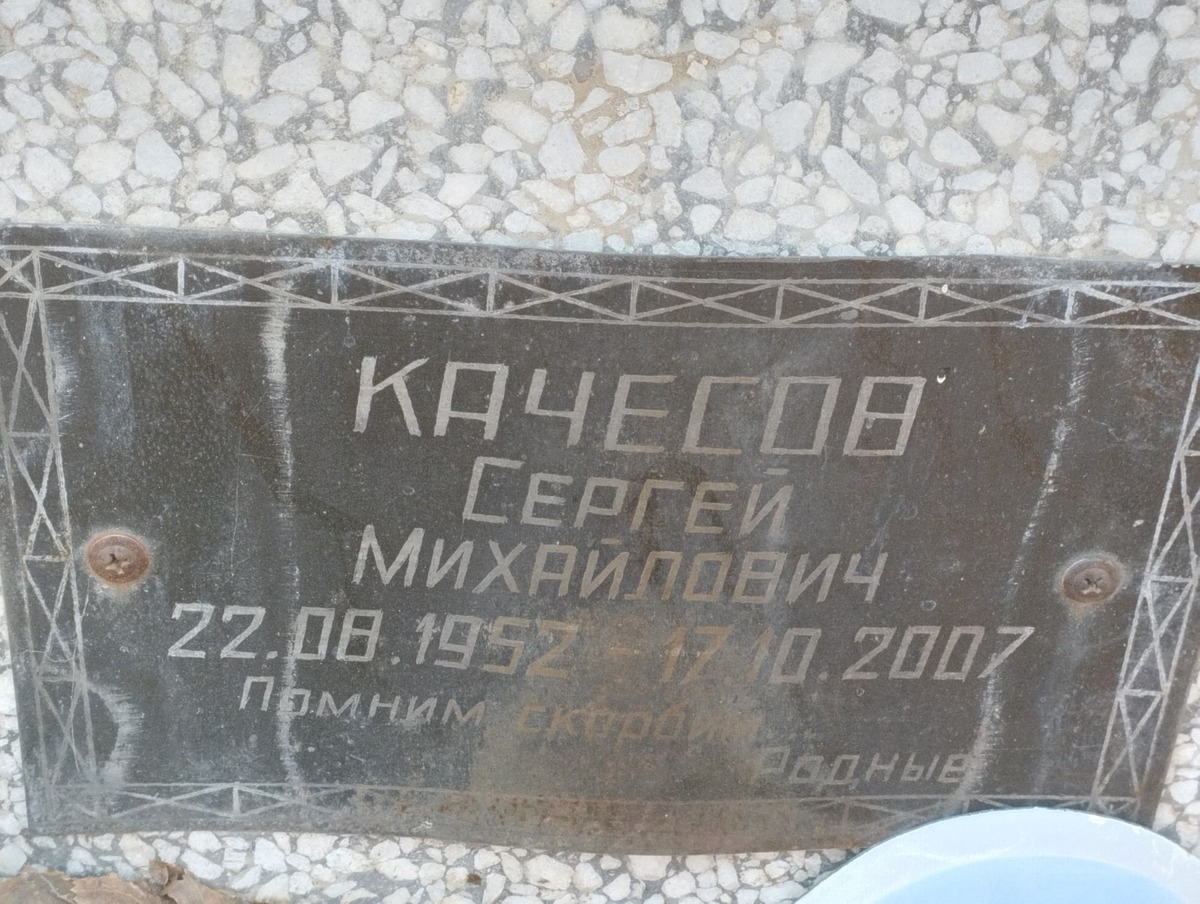 КАЧЕСОВ
СЕРГЕЙ
МИХАЙЛОВИЧ
22.08.1952 - 17.10.2007
Помним скорбим...
Родные